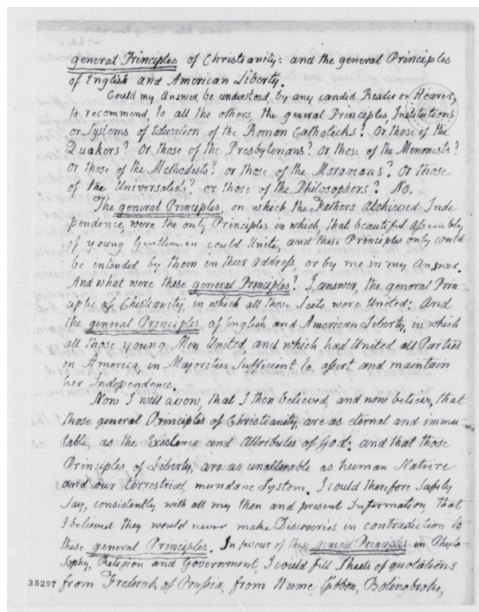 general Principles of Christianity: and the general Principles
of English and American Liberty.
Could my Answer be understood, by any candid Reader or Hearer,
to recommend, to all the others, the general Principles, Institutions
or Systems of Education of the Roman Catholicks? Or those of the
Quakers? Or those of the Presbyterians? Or those of the Menonists?
Or those of the Methodists? or those of the Moravians? Or those
of the Universalists? or those of the Philosophers? No.
The general Principles, on which the Fathers Atchieved Inde
pendence, were the only Principles in which, that beautiful Assembly
of young Gentlemen could Unite, and these Principles only could
be intended by them in their Address, or by me in my Answer.
And what were these general Principles? I answer, the general Prin-
ciples of Christianity, in which all those Sects were United: And
the general Principles of English and American Liberty, in which
all those young Men United, and which had United all Parties
in America, in Majorities Sufficient to assert and maintain
her Independence.
Now I will avow, that I then believed, and now believe, that
those general Principles of Christianity, are as eternal and immu-
table, as the Existence and Attributes of God: and that those
Principles of Liberty, are as unalterable as human Nature
and our terrestrial, mundane System. I could therefore Safely
Say, consistently with all my then and present Information, that
I believed they would never make Discoveries in contradiction to
these general Principles. In favour of these general Principles in Phylo-
sophy, Religion and Government, I would fill Sheets of quotations
35297 from Frederick of Prussia, from Hume, Gibbon, Bolingbroke,